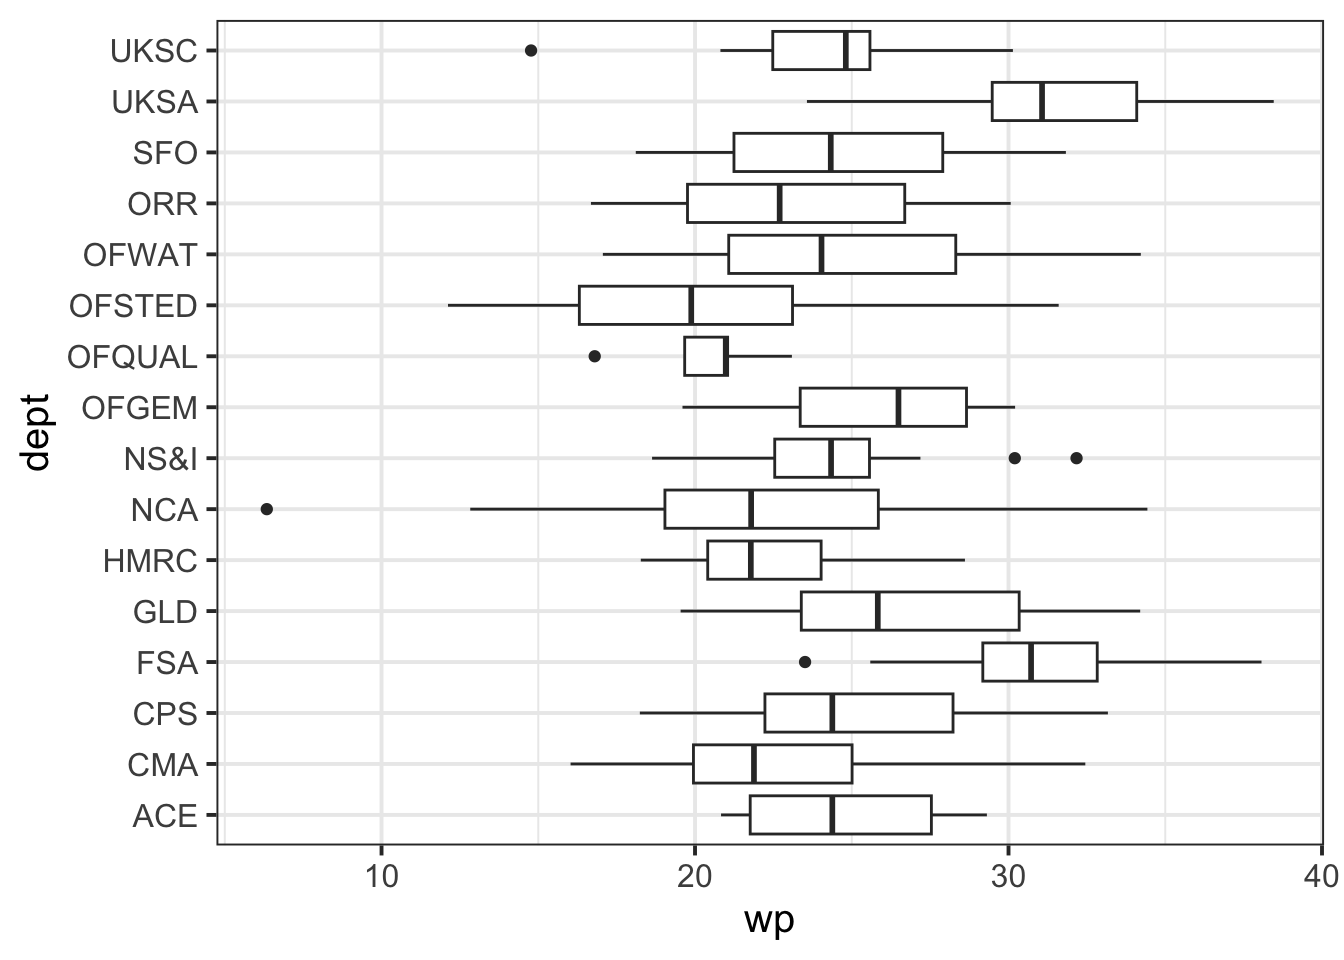 UKSC
UKSA
SFO
ORR
OFWAT
OFSTED
OFQUAL
OFGEM
NS&I
NCA
HMRC
GLD
FSA
CPS
CMA
ACE
dept
10 20 30 40
wp